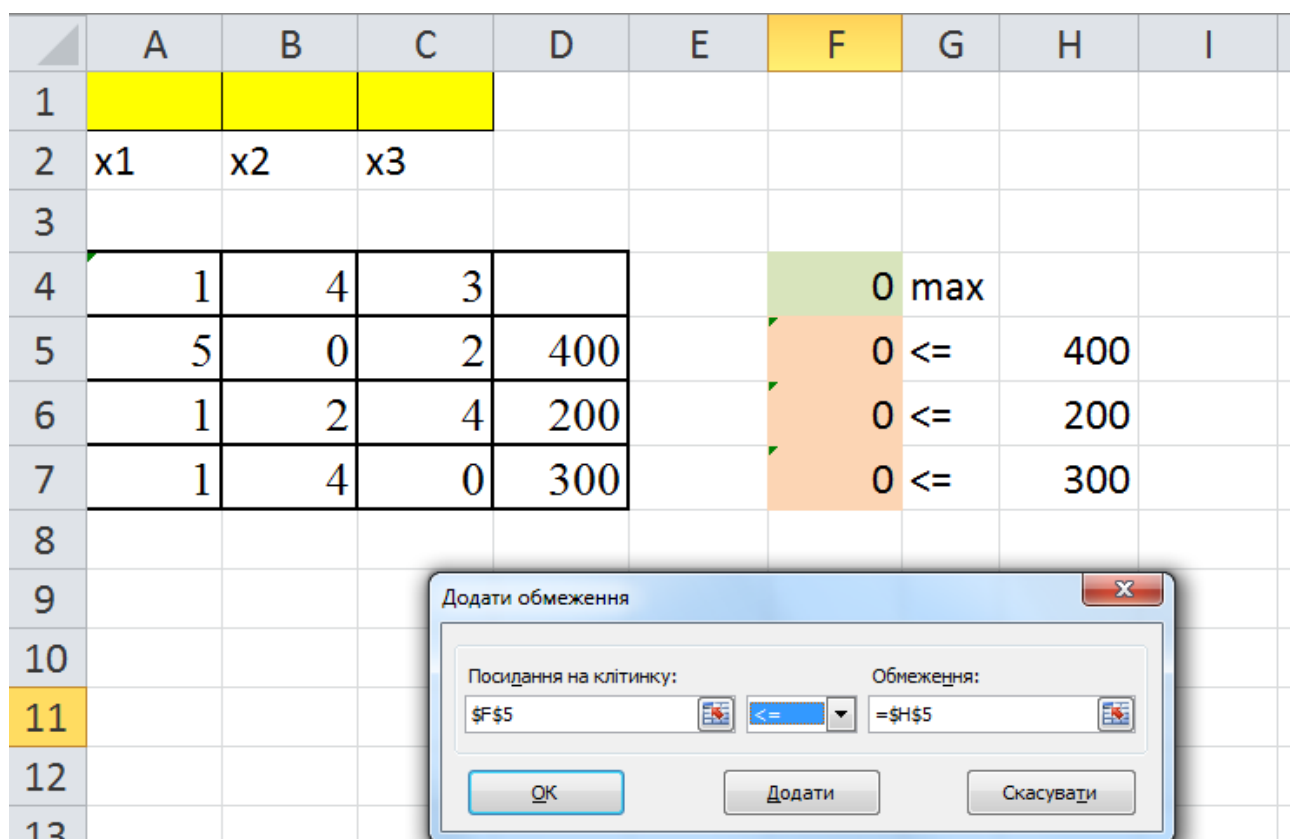 A B C D E F G H I
1
2 x1 x2 x3
3
4 1 4 3 0 max
5 5 0 2 400 0 <= 400
6 1 2 4 200 0 <= 200
7 1 4 0 300 0 <= 300
8
9
10
11
12
13
Додати обмеження
Посилання на клітинку: Обмеження:
$F$5 <= =$H$5
ОК Додати Скасувати